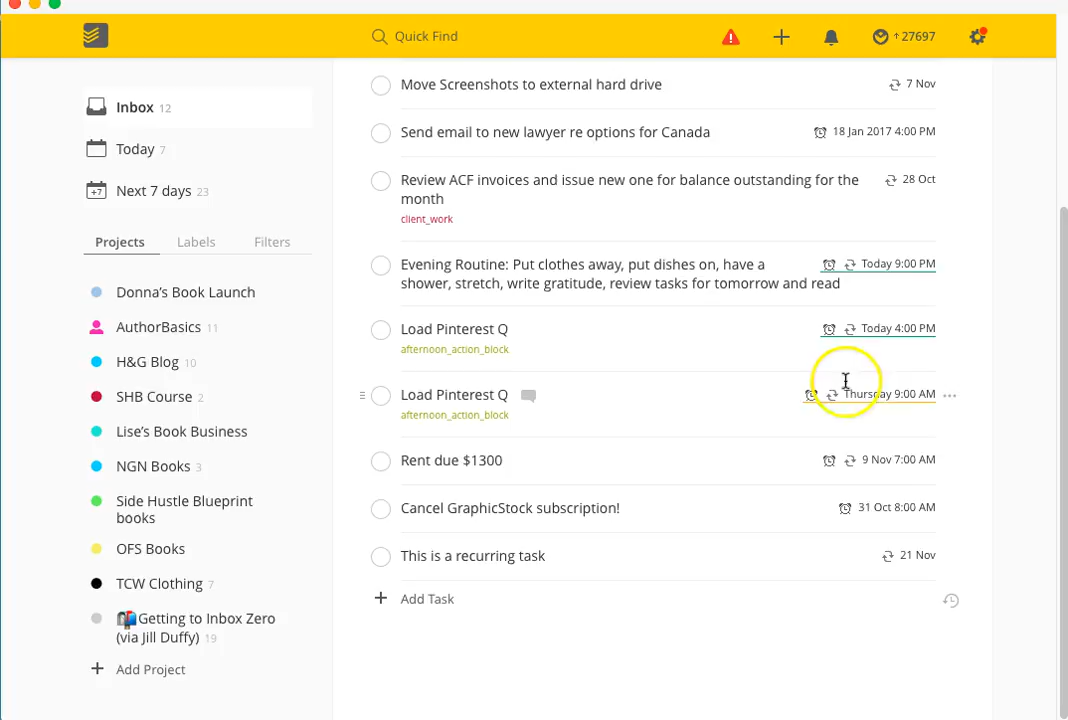 Quick Find
27697
Inbox 12
Today 7
+7 Next 7 days 23
Projects Labels Filters
Donna's Book Launch
AuthorBasics 11
H&G Blog 10
SHB Course 2
Lise's Book Business
NGN Books 3
Side Hustle Blueprint
books
OFS Books
TCW Clothing 7
Getting to Inbox Zero
(via Jill Duffy) 19
+ Add Project
Move Screenshots to external hard drive 7 Nov
Send email to new lawyer re options for Canada 18 Jan 2017 4:00 PM
Review ACF invoices and issue new one for balance outstanding for the 28 Oct
month
client_work
Evening Routine: Put clothes away, put dishes on, have a Today 9:00 PM
shower, stretch, write gratitude, review tasks for tomorrow and read
Load Pinterest Q Today 4:00 PM
afternoon_action_block
Load Pinterest Q Thursday 9:00 AM
afternoon_action_block
Rent due $1300 9 Nov 7:00 AM
Cancel GraphicStock subscription! 31 Oct 8:00 AM
This is a recurring task 21 Nov
+ Add Task